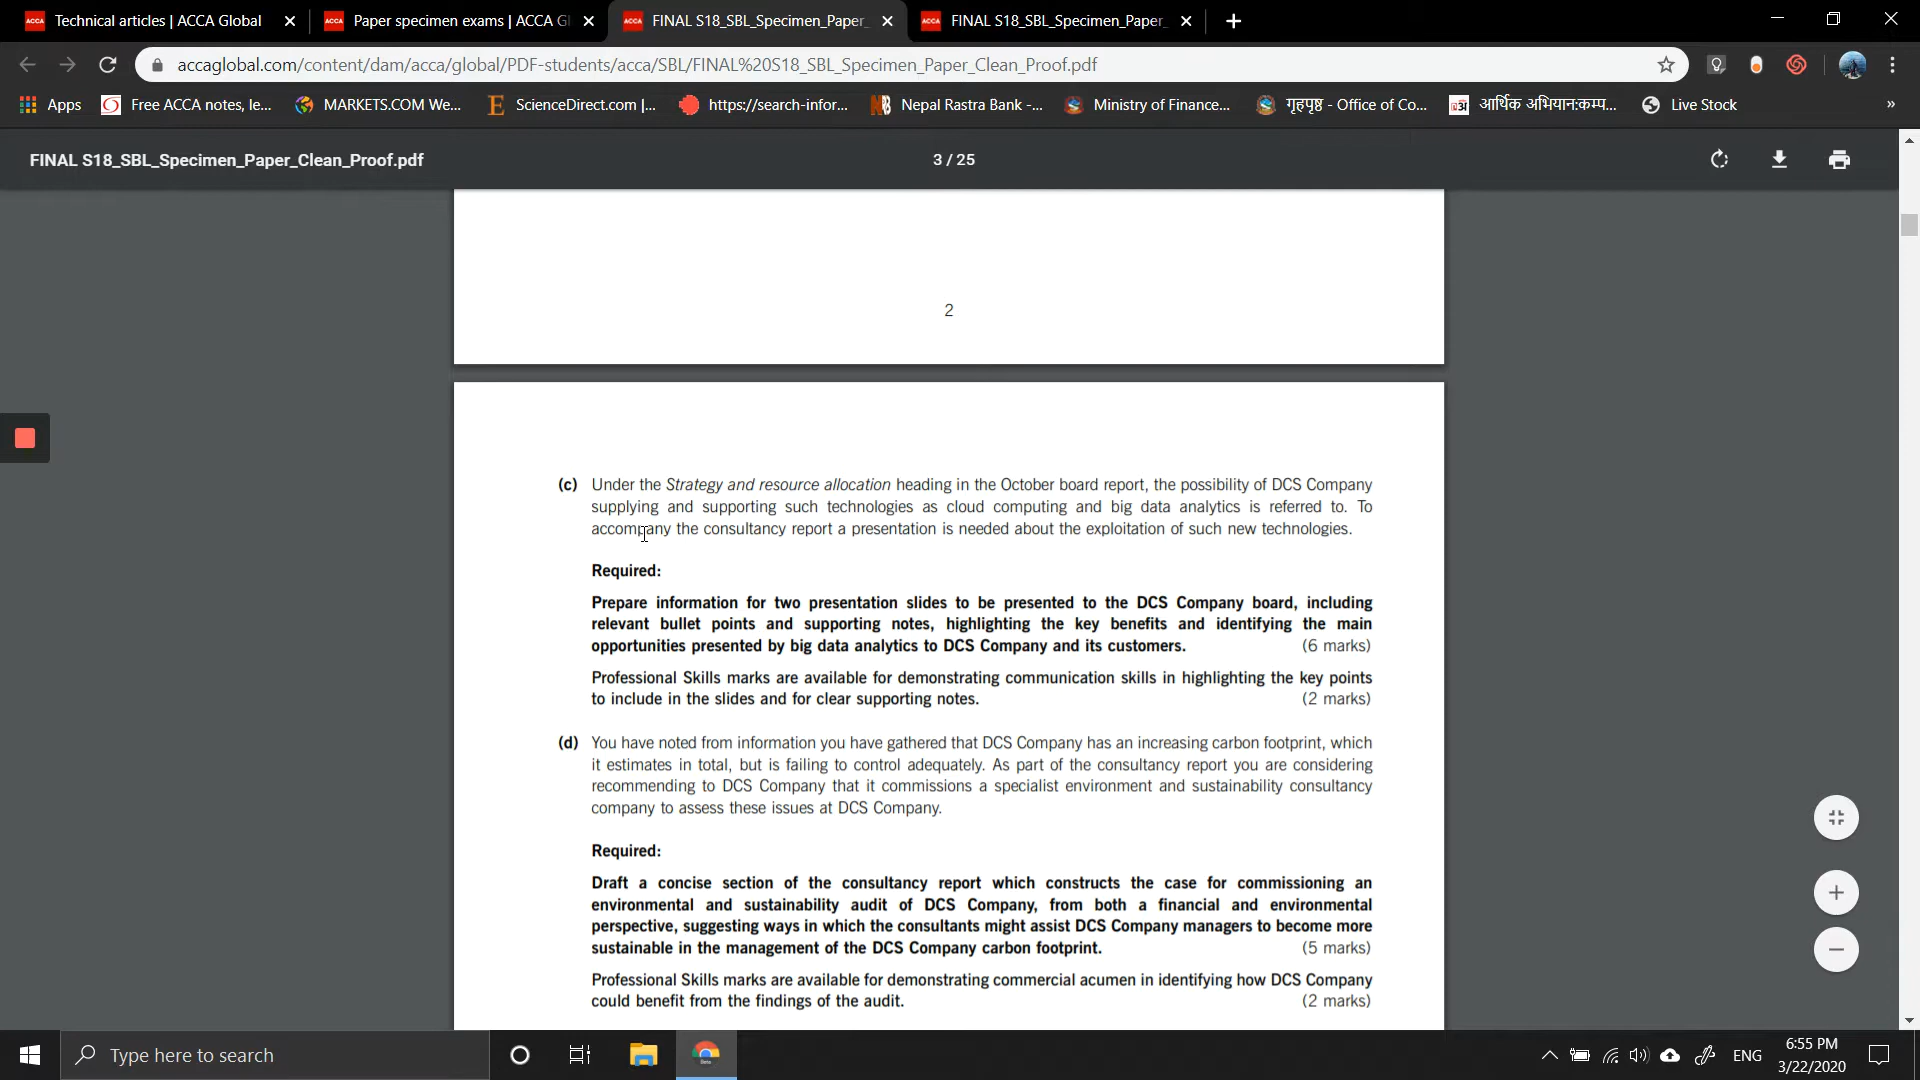 Technical articles | ACCA Global
Paper specimen exams | ACCA Gl
FINAL S18_SBL_Specimen_Paper_
FINAL S18_SBL_Specimen_Paper_
accaglobal.com/content/dam/acca/global/PDF-students/acca/SBL/FINAL%20S18_SBL_Specimen_Paper_Clean_Proof.pdf
Apps
Free ACCA notes, le...
MARKETS.COM We...
ScienceDirect.com |...
https://search-infor...
Nepal Rastra Bank -...
Ministry of Finance...
गृहपृष्ठ - Office of Co...
आर्थिक अभियान:कम्प...
Live Stock
»
FINAL S18_SBL_Specimen_Paper_Clean_Proof.pdf
3 / 25
2
(c) Under the Strategy and resource allocation heading in the October board report, the possibility of DCS Company
supplying and supporting such technologies as cloud computing and big data analytics is referred to. To
accompany the consultancy report a presentation is needed about the exploitation of such new technologies.
Required:
Prepare information for two presentation slides to be presented to the DCS Company board, including
relevant bullet points and supporting notes, highlighting the key benefits and identifying the main
opportunities presented by big data analytics to DCS Company and its customers. (6 marks)
Professional Skills marks are available for demonstrating communication skills in highlighting the key points
to include in the slides and for clear supporting notes. (2 marks)
(d) You have noted from information you have gathered that DCS Company has an increasing carbon footprint, which
it estimates in total, but is failing to control adequately. As part of the consultancy report you are considering
recommending to DCS Company that it commissions a specialist environment and sustainability consultancy
company to assess these issues at DCS Company.
Required:
Draft a concise section of the consultancy report which constructs the case for commissioning an
environmental and sustainability audit of DCS Company, from both a financial and environmental
perspective, suggesting ways in which the consultants might assist DCS Company managers to become more
sustainable in the management of the DCS Company carbon footprint. (5 marks)
Professional Skills marks are available for demonstrating commercial acumen in identifying how DCS Company
could benefit from the findings of the audit. (2 marks)
Type here to search
ENG
6:55 PM
3/22/2020